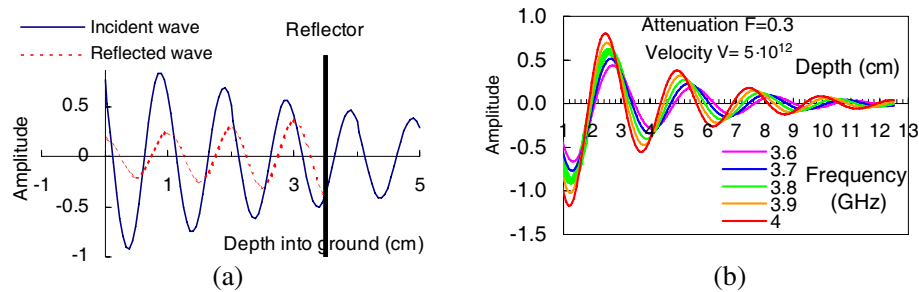 Incident wave
Reflected wave
Reflector
Amplitude
0.5
0
-0.5
-1
-1
1
3
5
Depth into ground (cm)
(a)
Attenuation F=0.3
Velocity V= 5·10¹²
Depth (cm)
Amplitude
1.0
0.5
0.0
-0.5
-1.0
-1.5
1 2 3 4 5 6 7 8 9 10 11 12 13
3.6
3.7
3.8
3.9
4
Frequency
(GHz)
(b)